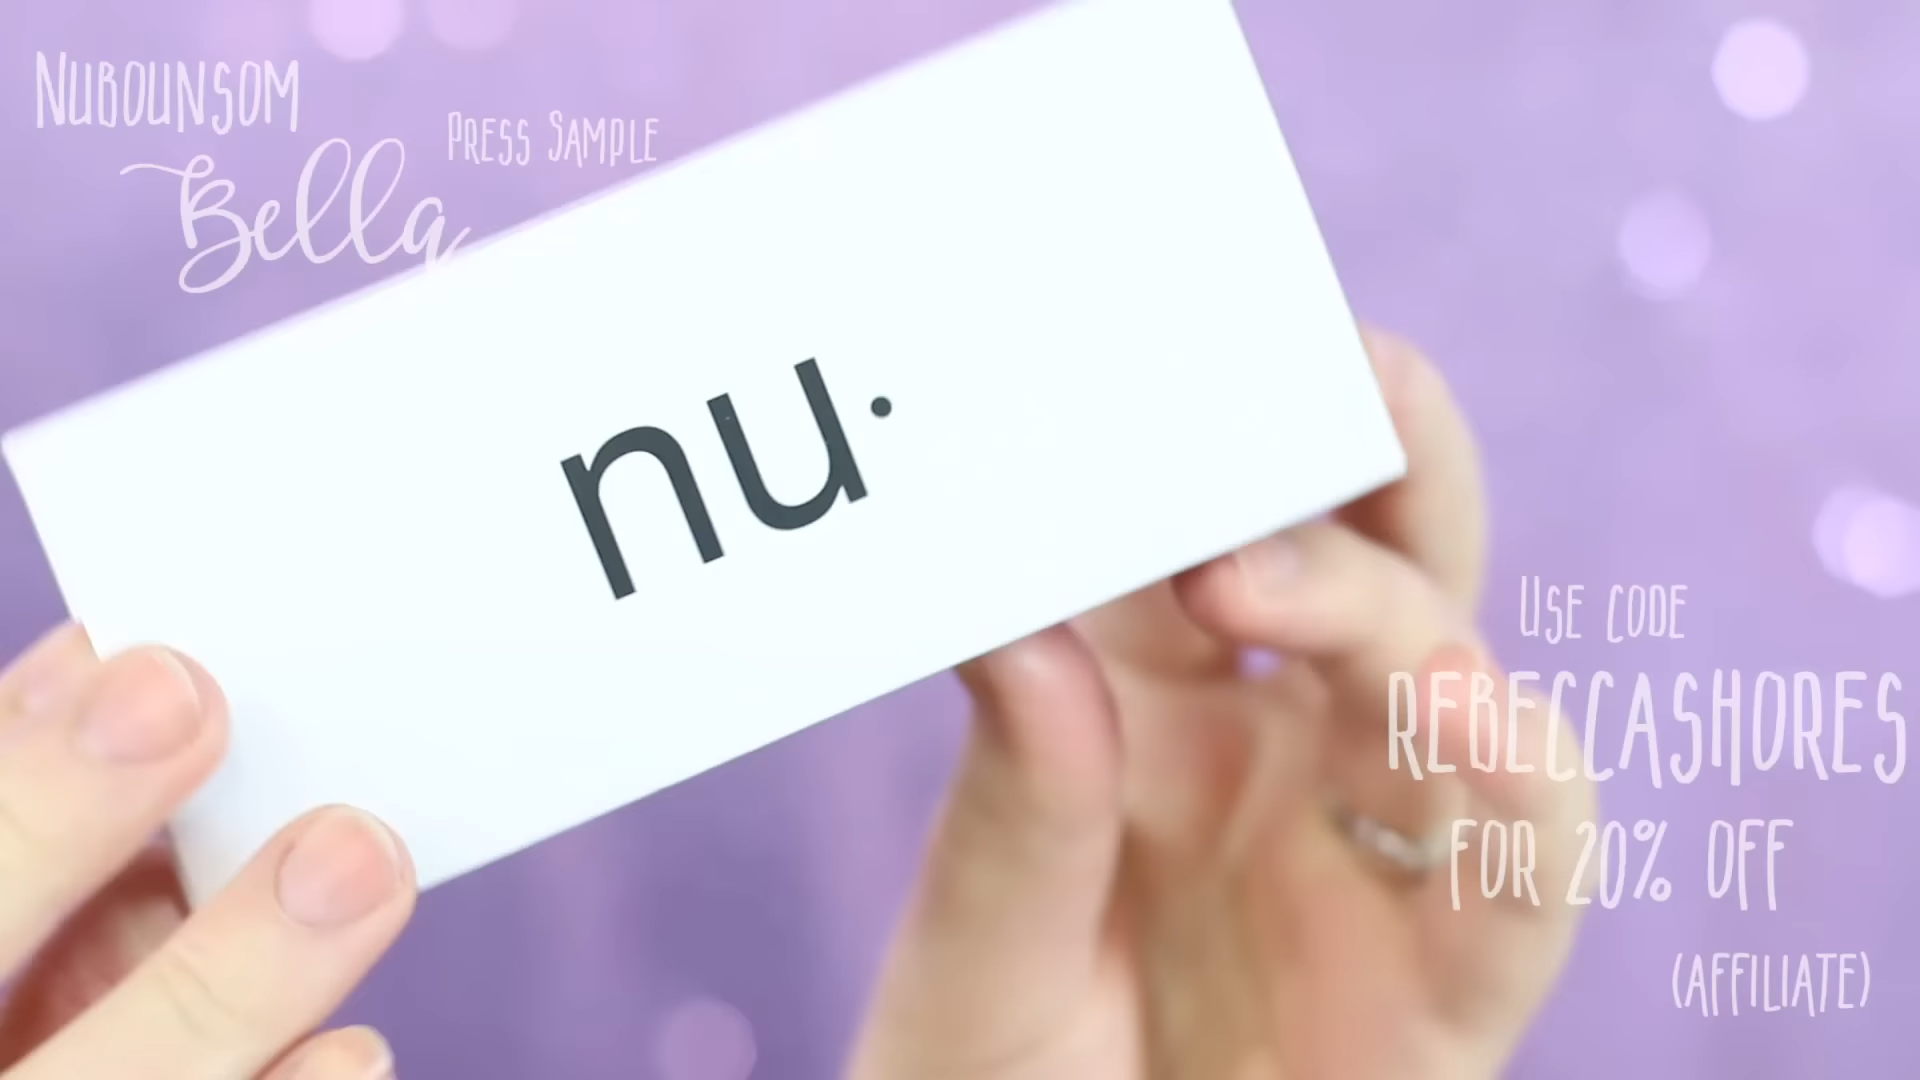 NUBOUNSOM
Bella
PRESS SAMPLE
nu.
USE CODE
REBECCASHORES
FOR 20% OFF
(AFFILIATE)